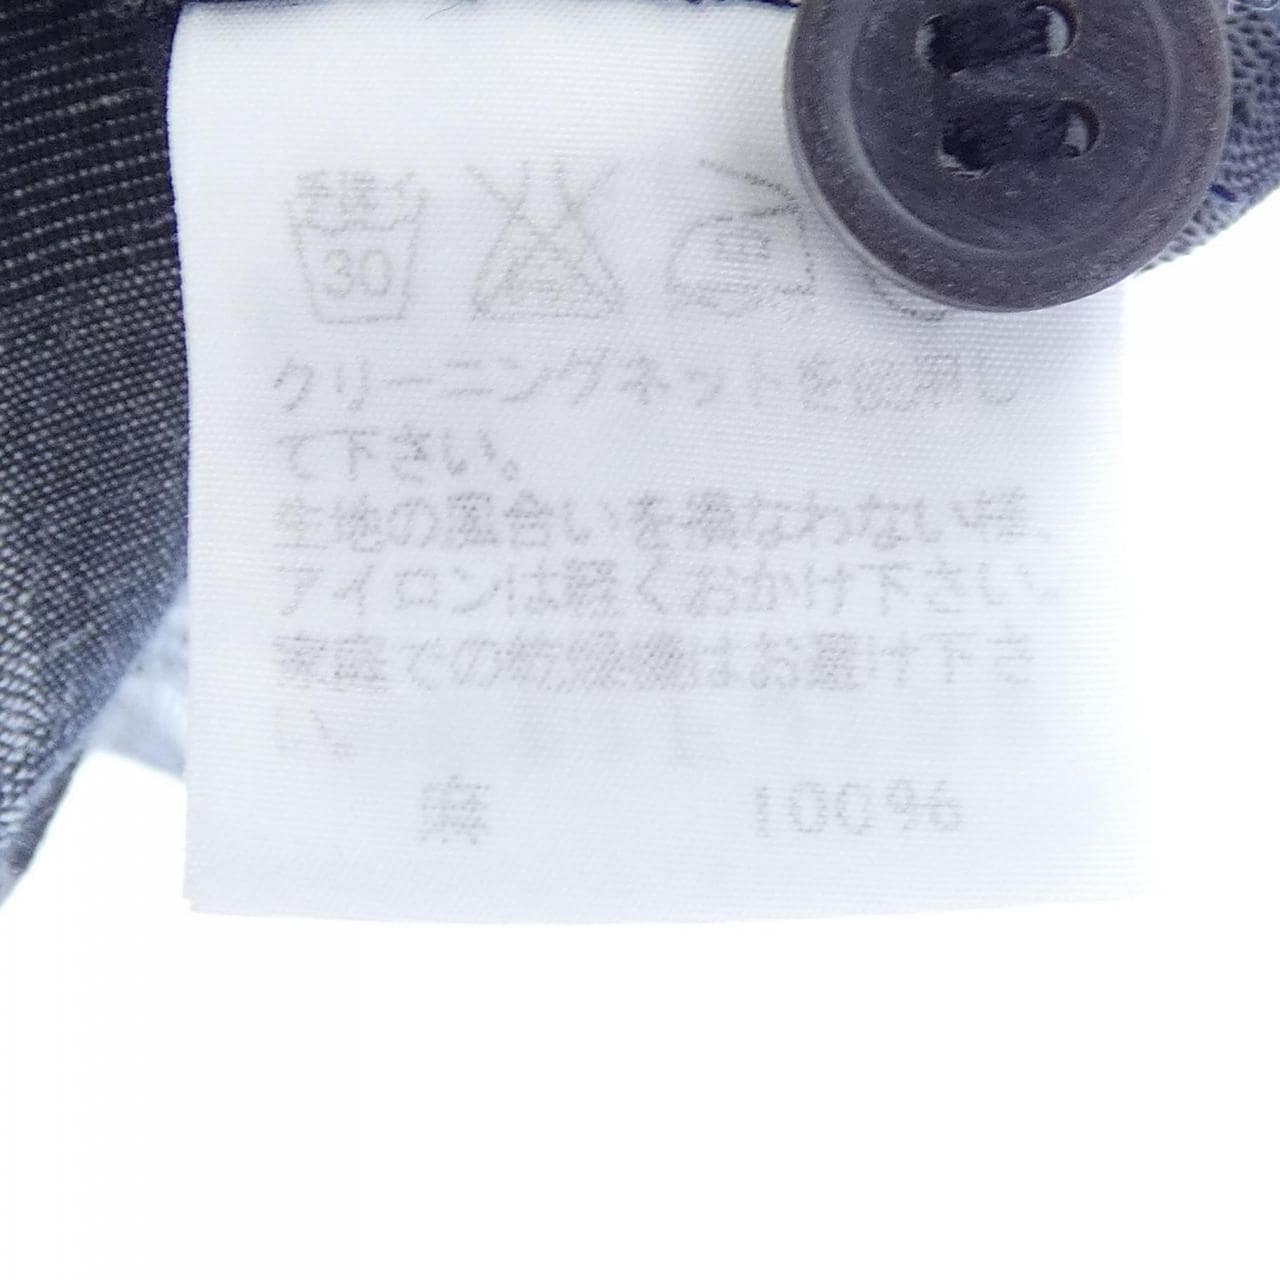 手洗イ
30
クリーニングネットを使用し
て下さい。
生地の風合いを損なわない様、
アイロンは軽くおかけ下さい。
家庭での乾燥機はお避け下さ
い。
麻 100%